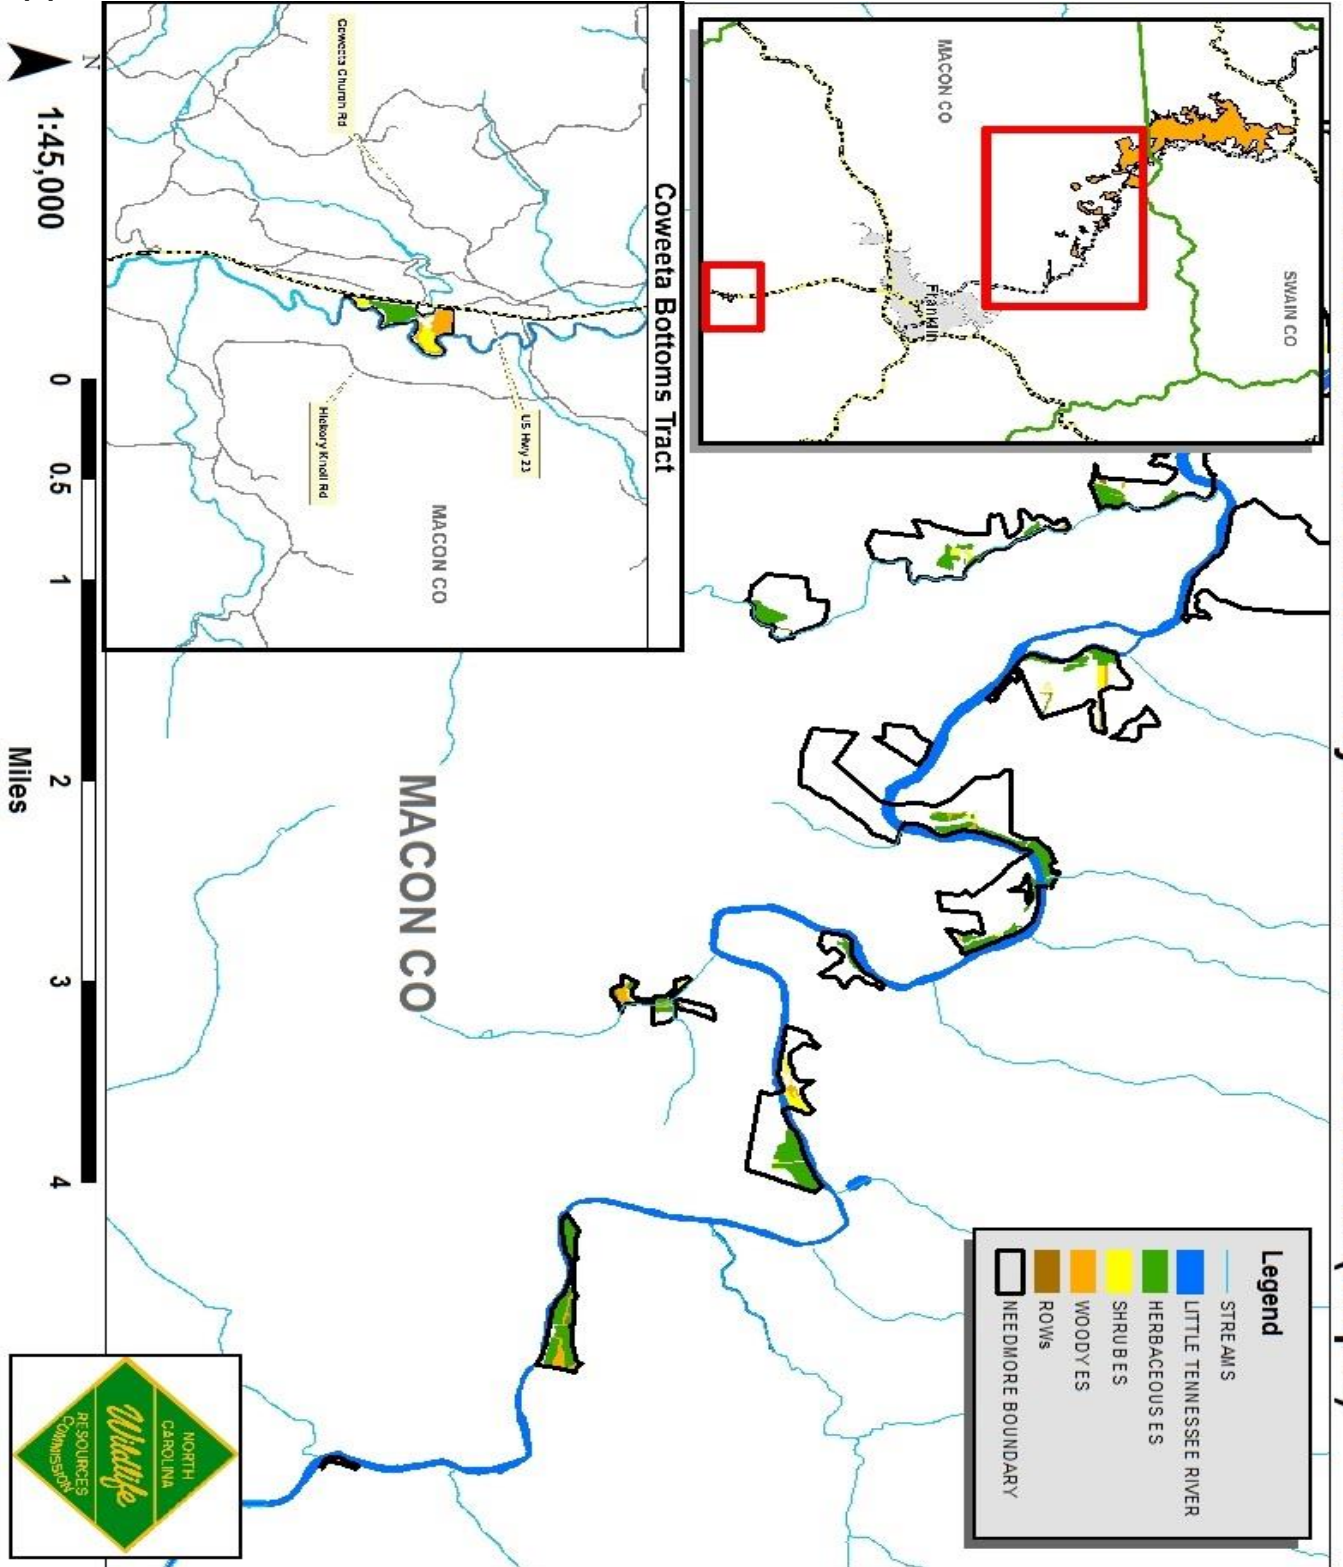 MACON CO
SWAIN CO
Franklin
Coweeta Bottoms Tract
Coweeta Church Rd
US Hwy 23
Hickory Knoll Rd
MACON CO
MACON CO
Legend
STREAMS
LITTLE TENNESSEE RIVER
HERBACEOUS ES
SHRUB ES
WOODY ES
ROWs
NEEDMORE BOUNDARY
N
1:45,000
0 0.5 1 2 3 4
Miles
NORTH
CAROLINA
Wildlife
RESOURCES
COMMISSION